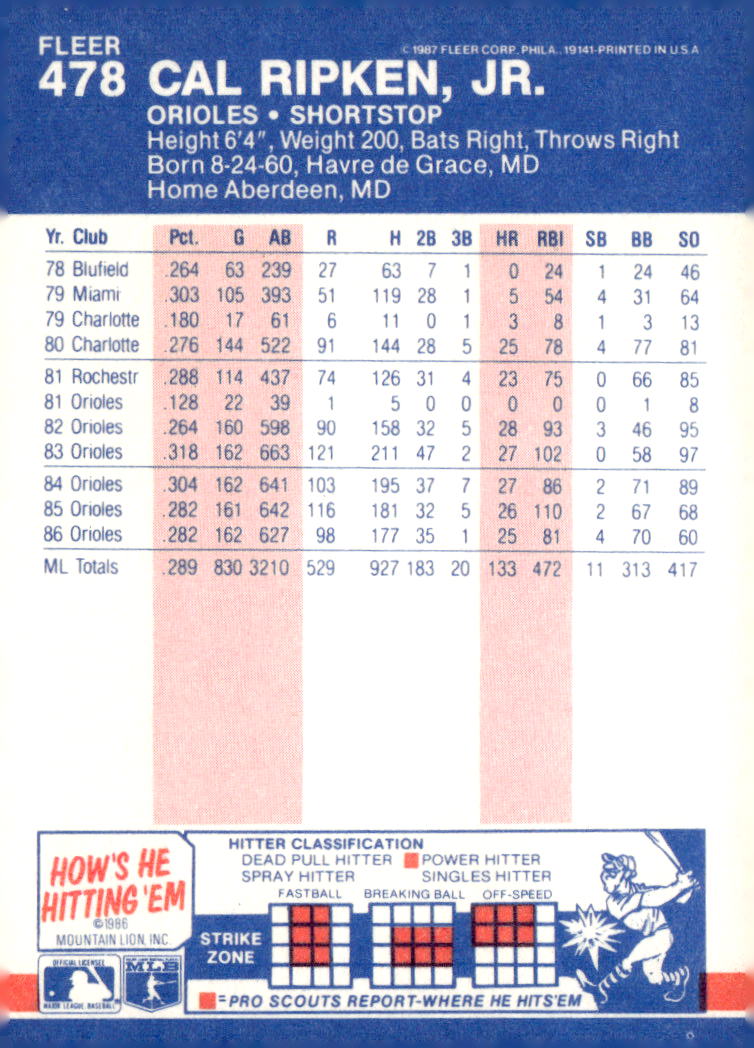 FLEER
© 1987 FLEER CORP. PHILA., 19141-PRINTED IN U.S.A
478 CAL RIPKEN, JR.
ORIOLES • SHORTSTOP
Height 6'4", Weight 200, Bats Right, Throws Right
Born 8-24-60, Havre de Grace, MD
Home Aberdeen, MD
Yr. Club Pct. G AB R H 2B 3B HR RBI SB BB SO
78 Blufield .264 63 239 27 63 7 1 0 24 1 24 46
79 Miami .303 105 393 51 119 28 1 5 54 4 31 64
79 Charlotte .180 17 61 6 11 0 1 3 8 1 3 13
80 Charlotte .276 144 522 91 144 28 5 25 78 4 77 81
81 Rochestr .288 114 437 74 126 31 4 23 75 0 66 85
81 Orioles .128 22 39 1 5 0 0 0 0 0 1 8
82 Orioles .264 160 598 90 158 32 5 28 93 3 46 95
83 Orioles .318 162 663 121 211 47 2 27 102 0 58 97
84 Orioles .304 162 641 103 195 37 7 27 86 2 71 89
85 Orioles .282 161 642 116 181 32 5 26 110 2 67 68
86 Orioles .282 162 627 98 177 35 1 25 81 4 70 60
ML Totals .289 830 3210 529 927 183 20 133 472 11 313 417
HOW'S HE
HITTING 'EM
©1986
MOUNTAIN LION, INC.
HITTER CLASSIFICATION
DEAD PULL HITTER POWER HITTER
SPRAY HITTER SINGLES HITTER
FASTBALL BREAKING BALL OFF-SPEED
STRIKE
ZONE
=PRO SCOUTS REPORT-WHERE HE HITS'EM
OFFICIAL LICENSEE
MAJOR LEAGUE BASEBALL
MLB